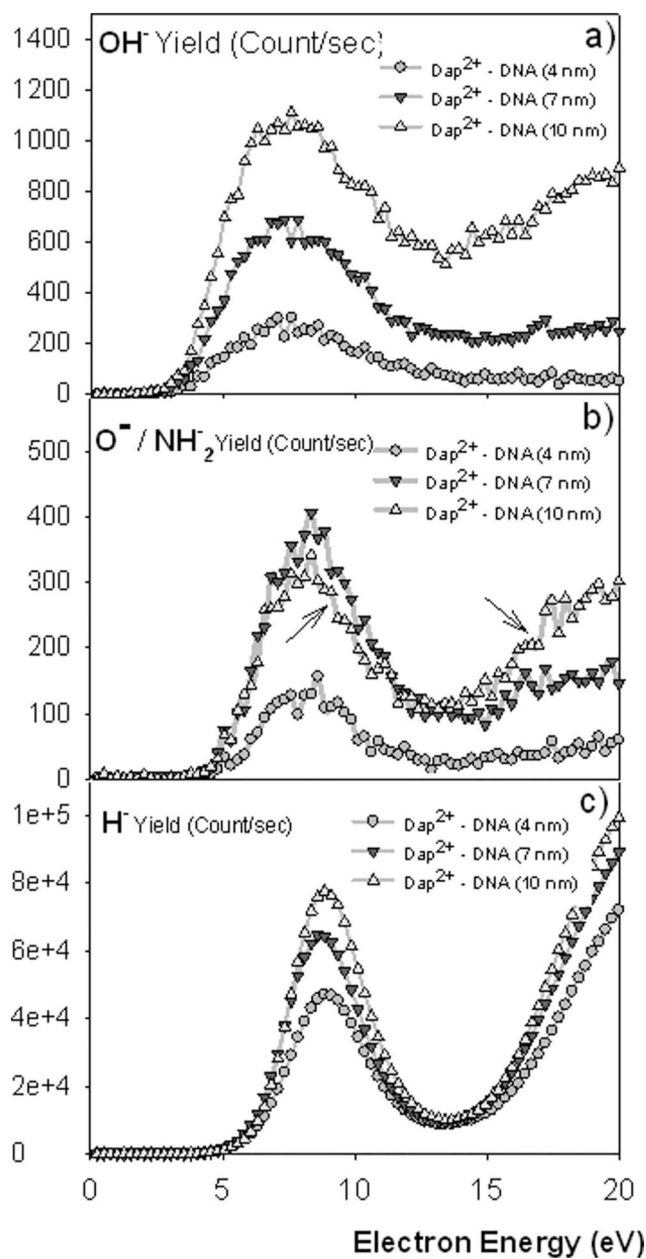 OH⁻ Yield (Count/sec)
a)
Dap²⁺ - DNA (4 nm)
Dap²⁺ - DNA (7 nm)
Dap²⁺ - DNA (10 nm)
1400
1200
1000
800
600
400
200
0
O⁻ / NH⁻₂ Yield (Count/sec)
b)
Dap²⁺ - DNA (4 nm)
Dap²⁺ - DNA (7 nm)
Dap²⁺ - DNA (10 nm)
500
400
300
200
100
0
H⁻ Yield (Count/sec)
c)
Dap²⁺ - DNA (4 nm)
Dap²⁺ - DNA (7 nm)
Dap²⁺ - DNA (10 nm)
1e+5
8e+4
6e+4
4e+4
2e+4
0
0 5 10 15 20
Electron Energy (eV)